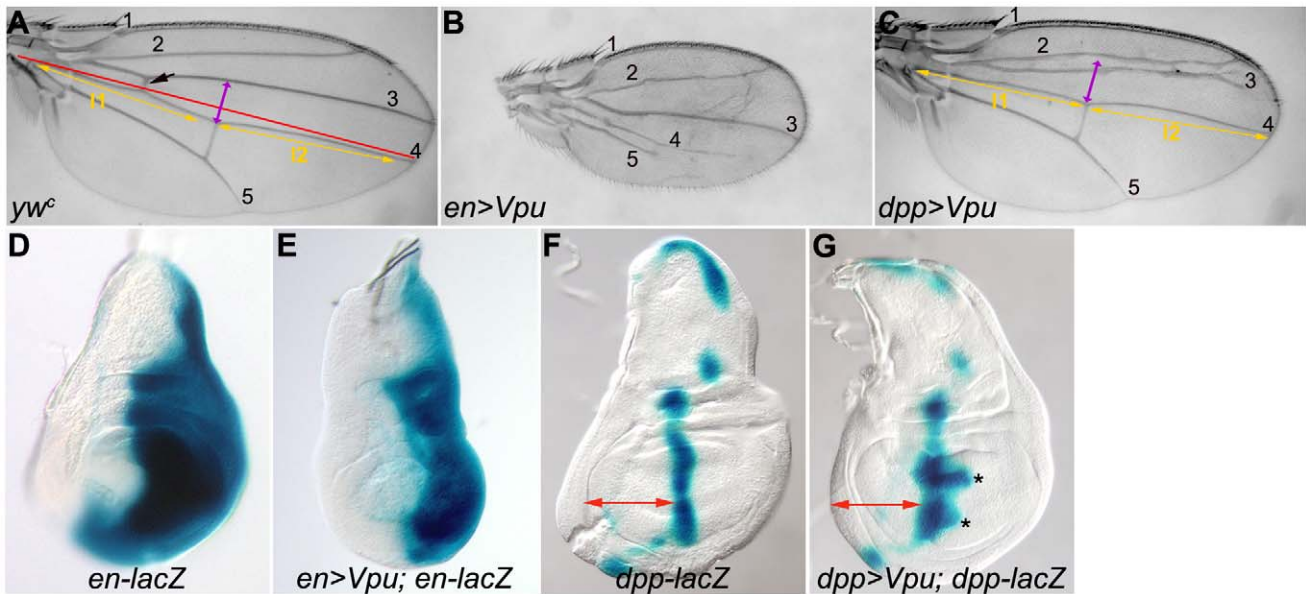 A
1
2
3
4
5
l1
l2
ywᶜ
B
1
2
3
4
5
en>Vpu
C
1
2
3
4
5
l1
l2
dpp>Vpu
D
en-lacZ
E
en>Vpu; en-lacZ
F
dpp-lacZ
G
*
*
dpp>Vpu; dpp-lacZ